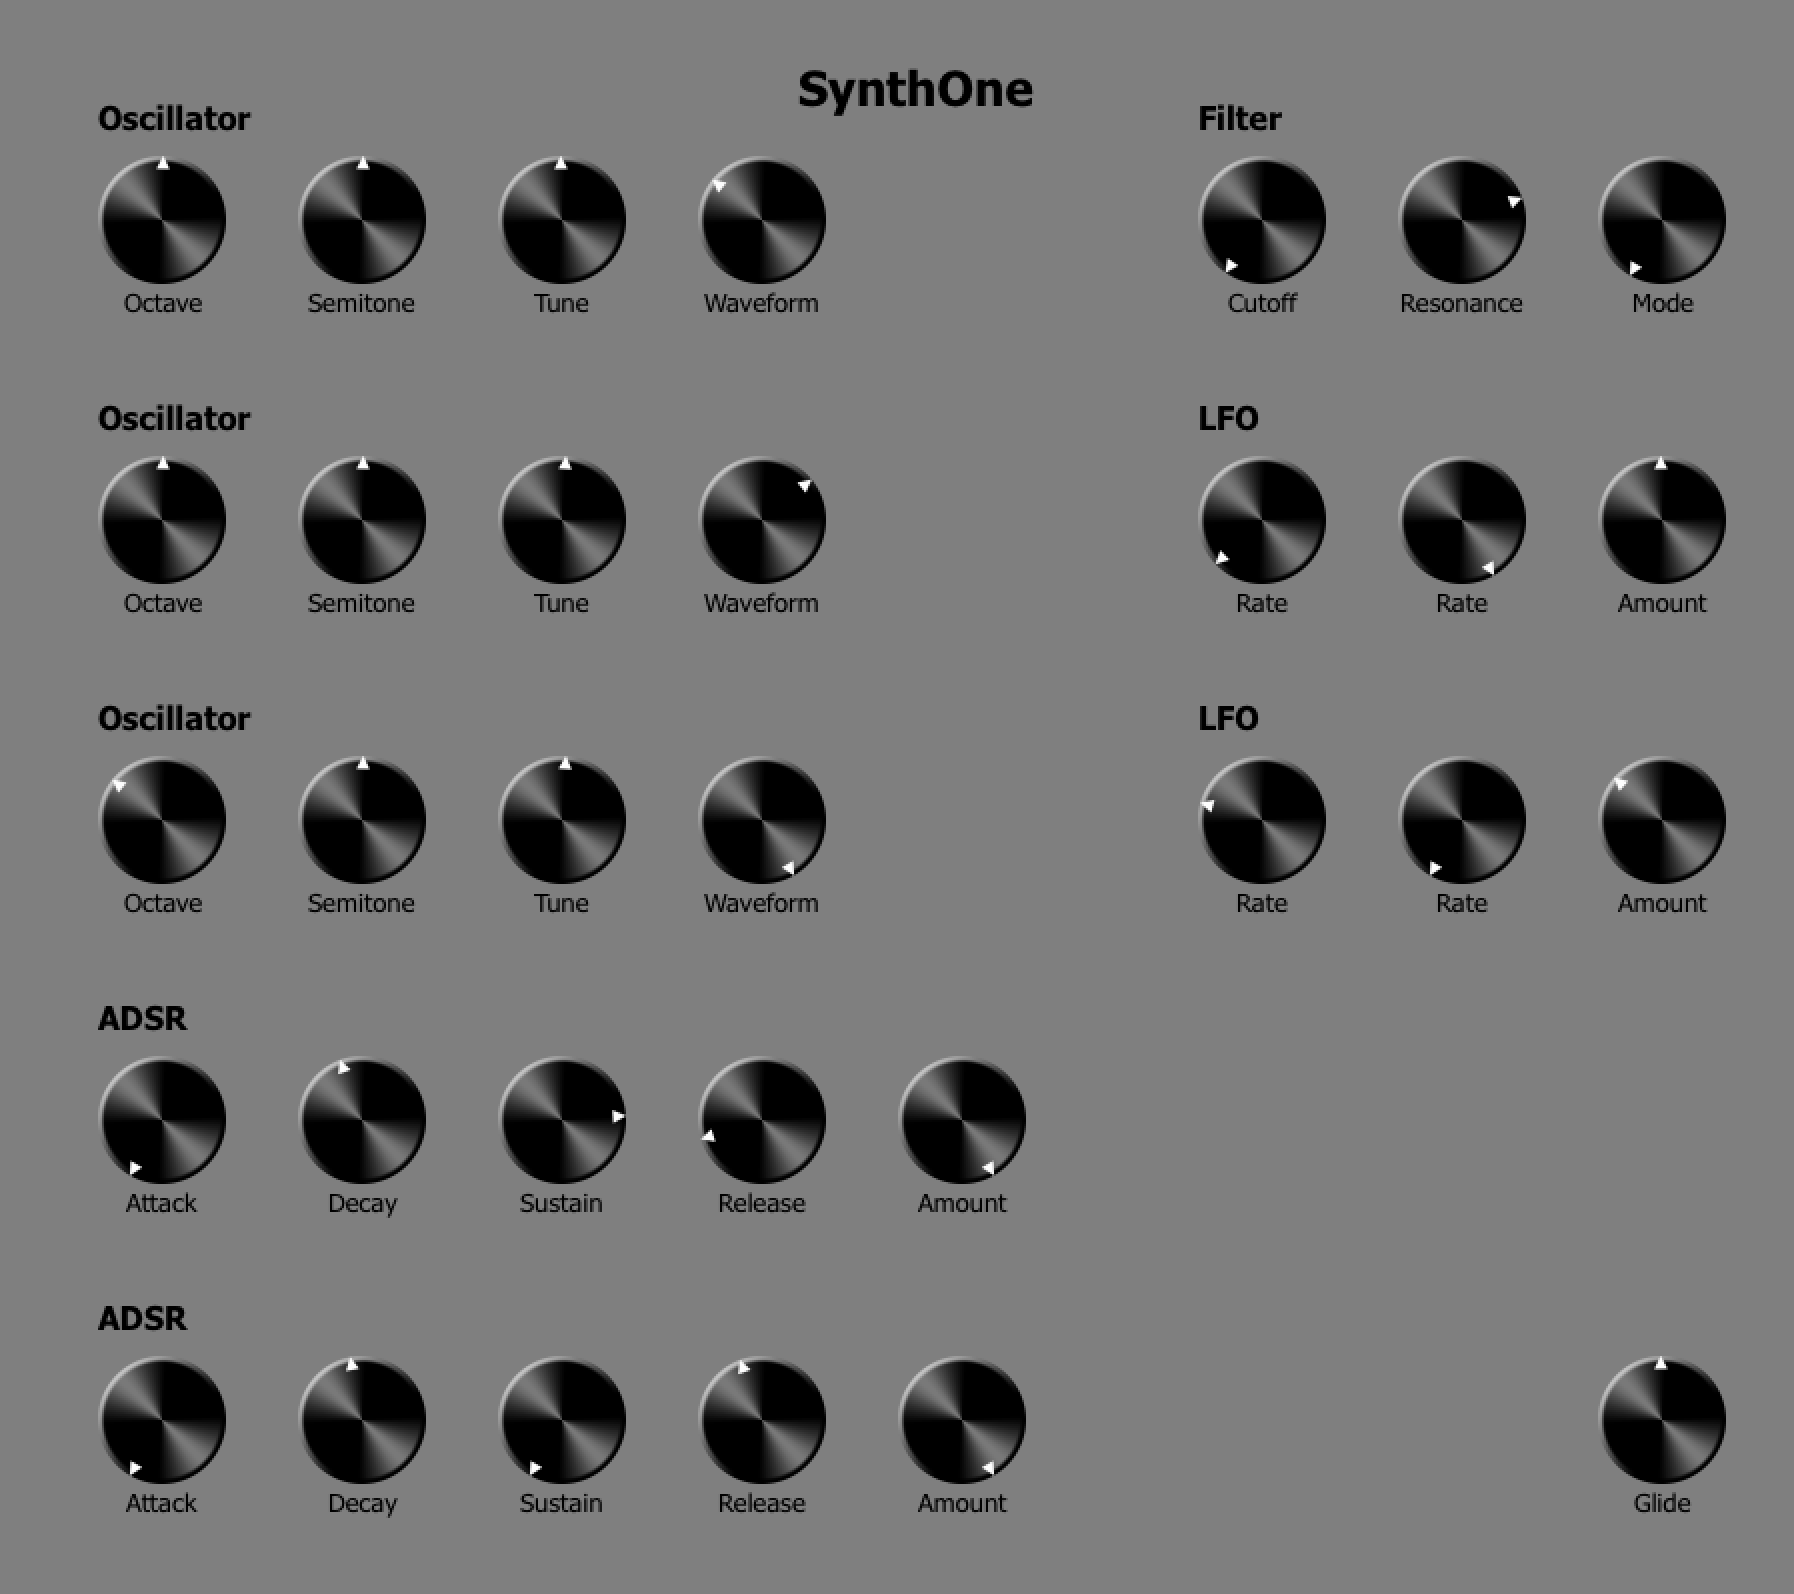 SynthOne
Oscillator
Octave Semitone Tune Waveform
Filter
Cutoff Resonance Mode
Oscillator
Octave Semitone Tune Waveform
LFO
Rate Rate Amount
Oscillator
Octave Semitone Tune Waveform
LFO
Rate Rate Amount
ADSR
Attack Decay Sustain Release Amount
ADSR
Attack Decay Sustain Release Amount
Glide